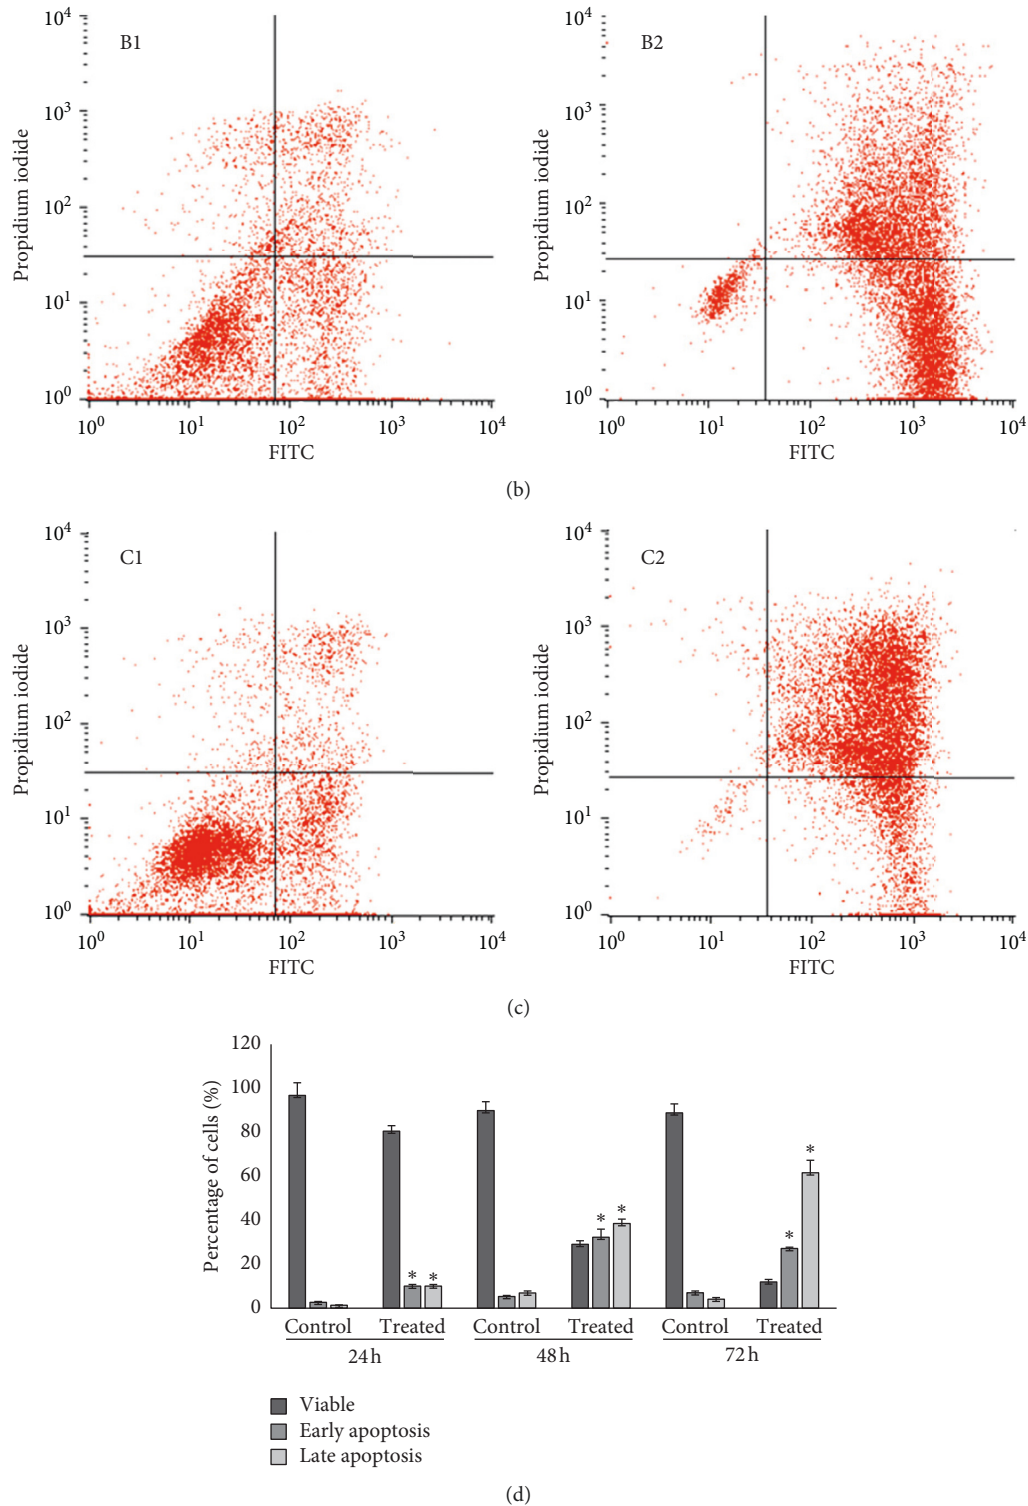 B1
10⁴
10³
10²
10¹
10⁰
Propidium iodide
10⁰ 10¹ 10² 10³ 10⁴
FITC
B2
10⁴
10³
10²
10¹
10⁰
Propidium iodide
10⁰ 10¹ 10² 10³ 10⁴
FITC
(b)
C1
10⁴
10³
10²
10¹
10⁰
Propidium iodide
10⁰ 10¹ 10² 10³ 10⁴
FITC
C2
10⁴
10³
10²
10¹
10⁰
Propidium iodide
10⁰ 10¹ 10² 10³ 10⁴
FITC
(c)
120
100
80
60
40
20
0
Percentage of cells (%)
* * * * * *
Control Treated Control Treated Control Treated
24 h 48 h 72 h
Viable
Early apoptosis
Late apoptosis
(d)